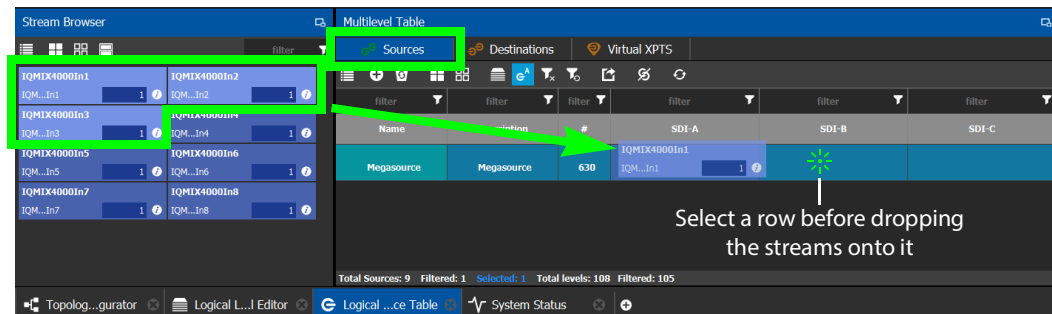 Stream Browser
filter
IQMIX4000In1 IQMIX4000In2
IQM...In1 1 IQM...In2 1
IQMIX4000In3 IQMIX4000In4
IQM...In3 1 IQM...In4 1
IQMIX4000In5 IQMIX4000In6
IQM...In5 1 IQM...In6 1
IQMIX4000In7 IQMIX4000In8
IQM...In7 1 IQM...In8 1
Multilevel Table
Sources Destinations Virtual XPTS
filter filter filter filter filter filter
Name Description # SDI-A SDI-B SDI-C
Megasource Megasource 630
IQMIX4000In1
IQM...In1 1
Select a row before dropping
the streams onto it
Total Sources: 9 Filtered: 1 Selected: 1 Total levels: 108 Filtered: 105
Topolog...gurator Logical L...l Editor Logical ...ce Table System Status